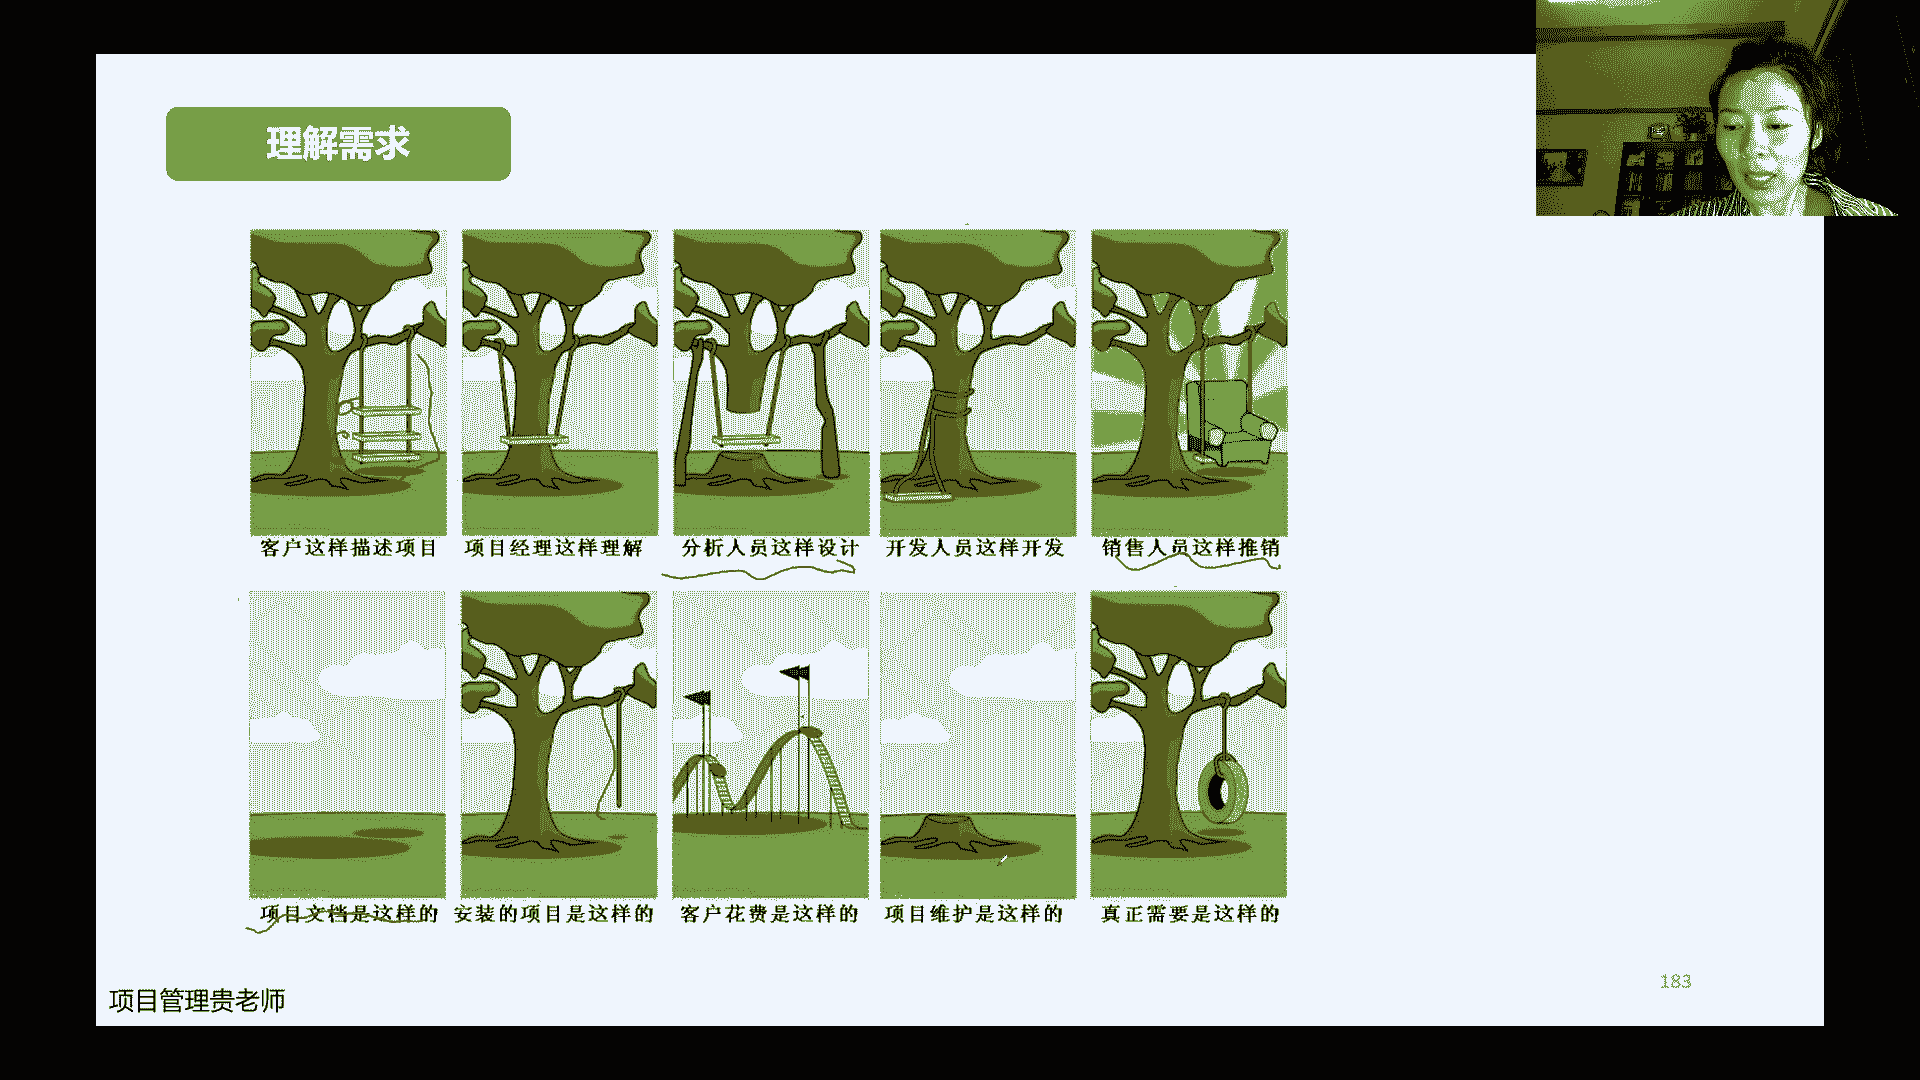 理解需求
客户这样描述项目
项目经理这样理解
分析人员这样设计
开发人员这样开发
销售人员这样推销
项目文档是这样的
安装的项目是这样的
客户花费是这样的
项目维护是这样的
真正需要是这样的
183
项目管理贵老师